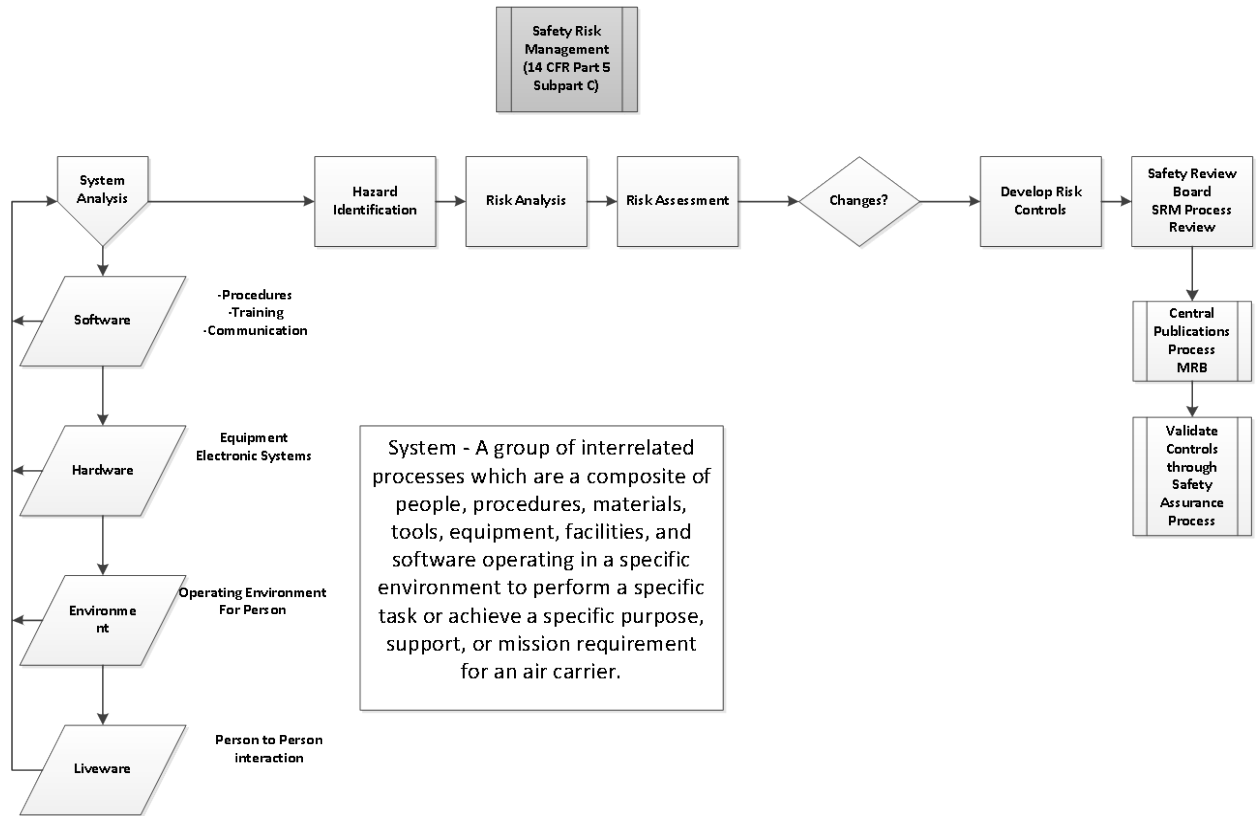 Safety Risk
Management
(14 CFR Part 5
Subpart C)
System
Analysis
Hazard
Identification
Risk Analysis
Risk Assessment
Changes?
Develop Risk
Controls
Safety Review
Board
SRM Process
Review
Software
-Procedures
-Training
-Communication
Central
Publications
Process
MRB
Hardware
Equipment
Electronic Systems
Validate
Controls
through
Safety
Assurance
Process
System - A group of interrelated
processes which are a composite of
people, procedures, materials,
tools, equipment, facilities, and
software operating in a specific
environment to perform a specific
task or achieve a specific purpose,
support, or mission requirement
for an air carrier.
Environme
nt
Operating Environment
For Person
Liveware
Person to Person
interaction